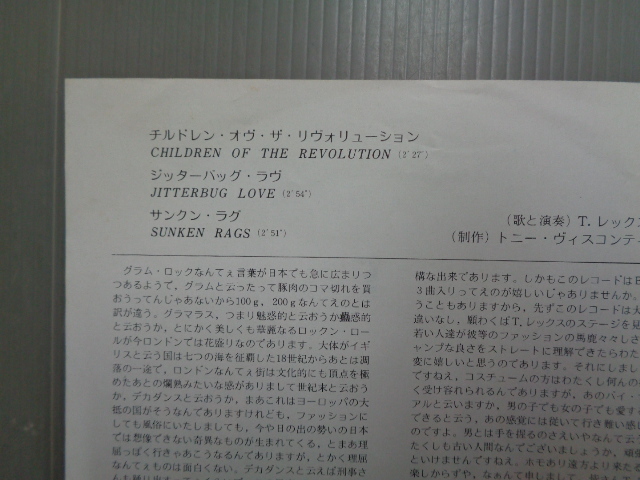 チルドレン・オヴ・ザ・リヴォリューション
CHILDREN OF THE REVOLUTION (2'27")
ジッターバッグ・ラヴ
JITTERBUG LOVE (2'54")
サンクン・ラグ
SUNKEN RAGS (2'51")
(歌と演奏) T.レックス
(制作) トニー・ヴィスコンティ
グラム・ロックなんてぇ言葉が日本でも急に広まりつ
つあるようで、グラムと云ったって豚肉のコマ切れを買
おうってんじゃあないから100g，200gなんてえのとは
訳が違う。グラマラス、つまり魅惑的と云おうか蠱惑的
と云おうか、とにかく美しくも華麗なるロックン・ロー
ルが今ロンドンでは花盛りなのであります。大体がイギ
リスと云う国は七つの海を征覇した18世紀からあとは凋
落の一途で、ロンドンなんてぇ街は文化的にも頂点を極
めたあとの爛熟みたいな感がありまして世紀末と云おう
か、デカダンスと云おうか、まあこれはヨーロッパの大
抵の国がそうなんでありますけれども、ファッションに
しても風俗にいたしましても、今や日の出の勢いの日本
では想像できない奇異なものが生まれてくる。とまあ理
屈っぽく行きゃあこうなるんでありますが、とかく理屈
なんてぇものは面白くない。デカダンスと云えば刑事さ
構な出来であります。しかもこのレコードはE
3曲入りってえのが嬉しいじゃありませんか。
うこともありますから、先ずこのレコードは大
違いなし、願わくばT.レックスのステージを見
若い人達が彼等のファッションの馬鹿々々しさ
ャンプな良さをストレートに理解できたらわた
変に嬉しいと思うのであります。それにしまし
ですねえ、コスチュームの方はわたくし何んの
く受け容れられるんでありますが、あのバイ・
アルと云いますか、男の子でも女の子でも愛す
できると云う、あの感覚には従いて行き難い感じ
のですよ。男とは手を握るのさえいやなんて云
たくしも古い人間なんでございましょうか、頑張
といけませんですねえ。ホモあり遠方より来たる